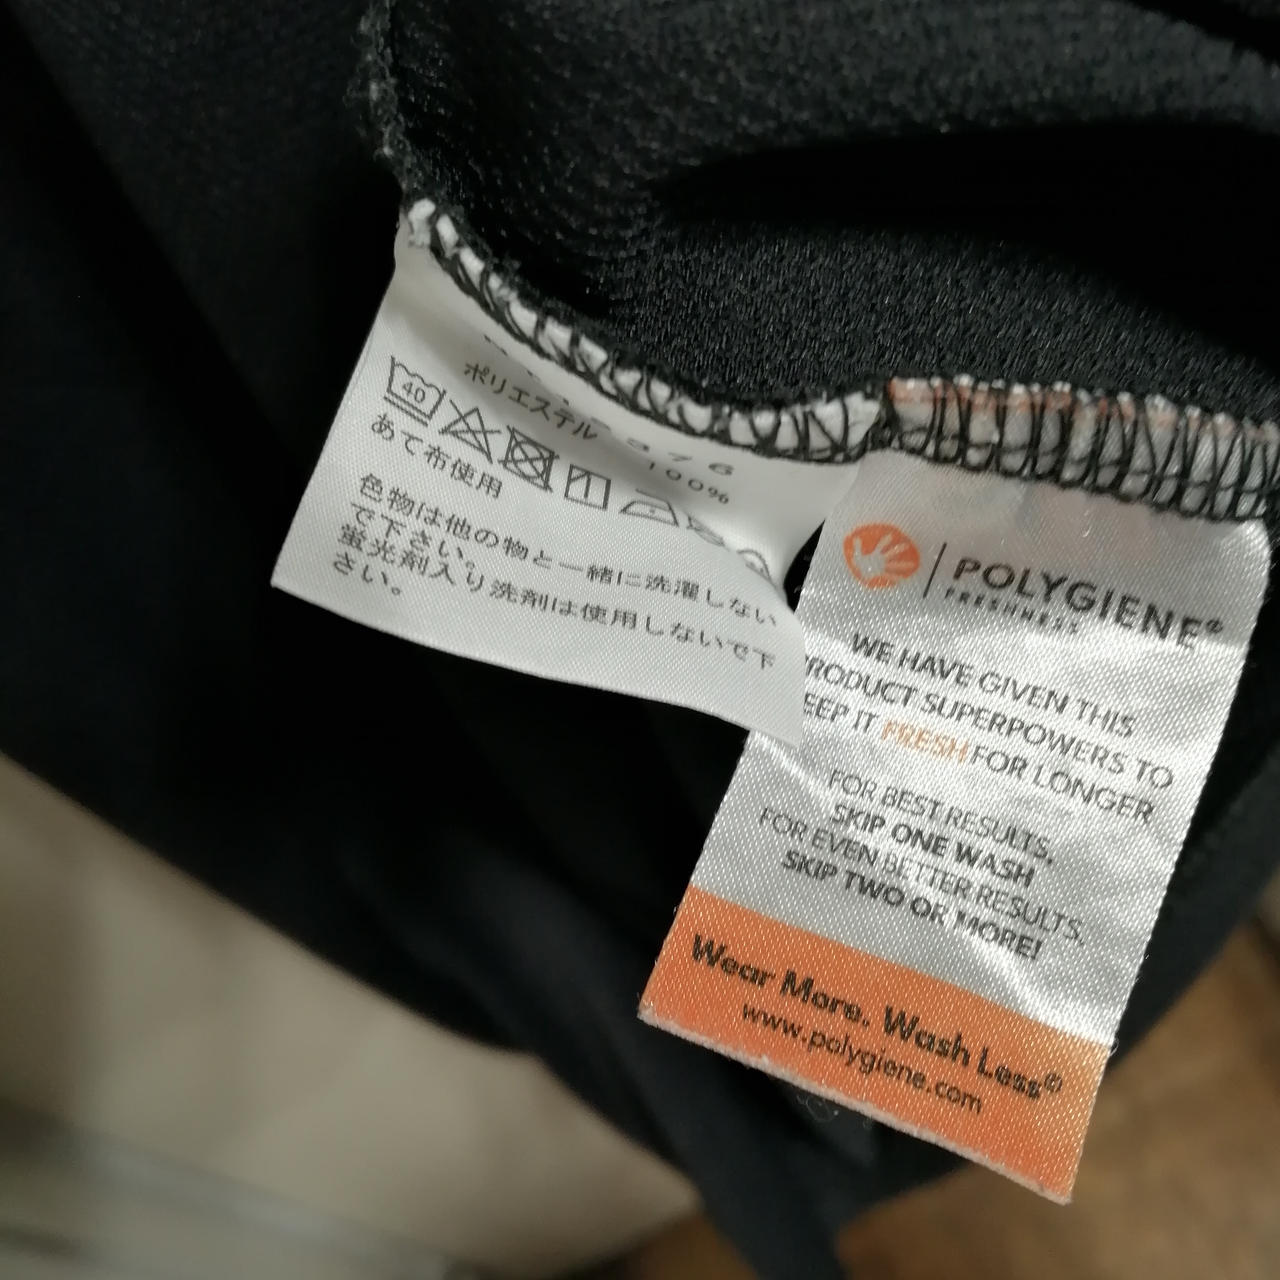 ポリエステル 100%
40
あて布使用
色物は他の物と一緒に洗濯しない
で下さい。
蛍光剤入り洗剤は使用しないで下
さい。
POLYGIENE®
FRESHNESS
WE HAVE GIVEN THIS
PRODUCT SUPERPOWERS TO
EEP IT FRESH FOR LONGER
FOR BEST RESULTS,
SKIP ONE WASH
FOR EVEN BETTER RESULTS,
SKIP TWO OR MORE!
Wear More. Wash Less®
www.polygiene.com